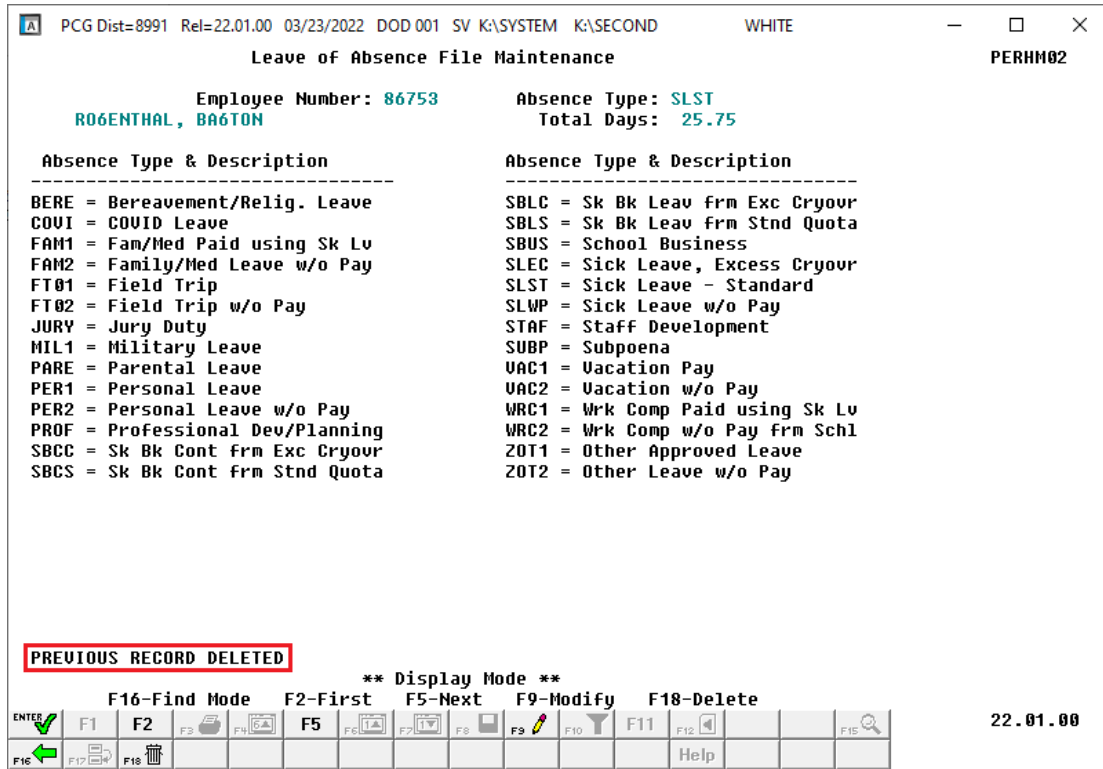 A PCG Dist=8991 Rel=22.01.00 03/23/2022 DOD 001 SV K:\SYSTEM K:\SECOND WHITE
Leave of Absence File Maintenance PERHM02
Employee Number: 86753 Absence Type: SLST
RO6ENTHAL, BA6TON Total Days: 25.75
Absence Type & Description Absence Type & Description
--------------------------------- --------------------------------
BERE = Bereavement/Relig. Leave SBLC = Sk Bk Leav frm Exc Cryovr
COVI = COVID Leave SBLS = Sk Bk Leav frm Stnd Quota
FAM1 = Fam/Med Paid using Sk Lv SBUS = School Business
FAM2 = Family/Med Leave w/o Pay SLEC = Sick Leave, Excess Cryovr
FT01 = Field Trip SLST = Sick Leave - Standard
FT02 = Field Trip w/o Pay SLWP = Sick Leave w/o Pay
JURY = Jury Duty STAF = Staff Development
MIL1 = Military Leave SUBP = Subpoena
PARE = Parental Leave VAC1 = Vacation Pay
PER1 = Personal Leave VAC2 = Vacation w/o Pay
PER2 = Personal Leave w/o Pay WRC1 = Wrk Comp Paid using Sk Lv
PROF = Professional Dev/Planning WRC2 = Wrk Comp w/o Pay frm Schl
SBCC = Sk Bk Cont frm Exc Cryovr ZOT1 = Other Approved Leave
SBCS = Sk Bk Cont frm Stnd Quota ZOT2 = Other Leave w/o Pay
PREVIOUS RECORD DELETED
** Display Mode **
F16-Find Mode F2-First F5-Next F9-Modify F18-Delete
ENTER F1 F2 F3 F4 6 F5 F6 1 F7 1 F8 F9 F10 F11 F12 F15 22.01.00
F16 F17 F18 Help